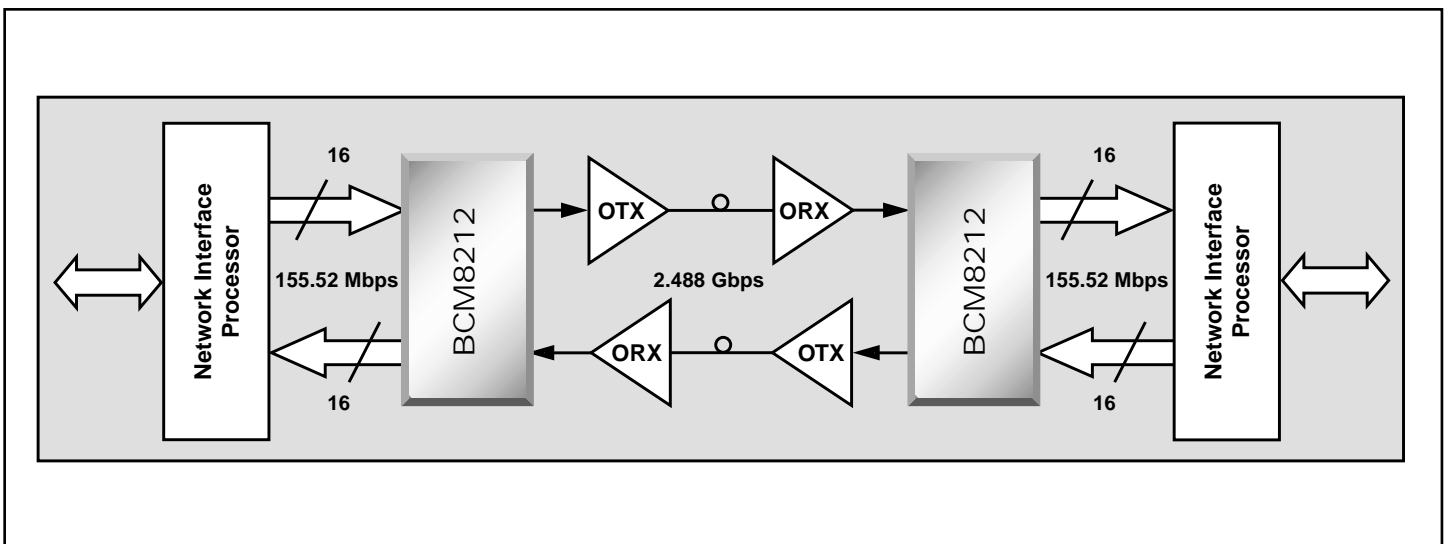 Network Interface
Processor
16
155.52 Mbps
16
BCM8212
OTX
ORX
2.488 Gbps
ORX
OTX
BCM8212
16
155.52 Mbps
16
Network Interface
Processor